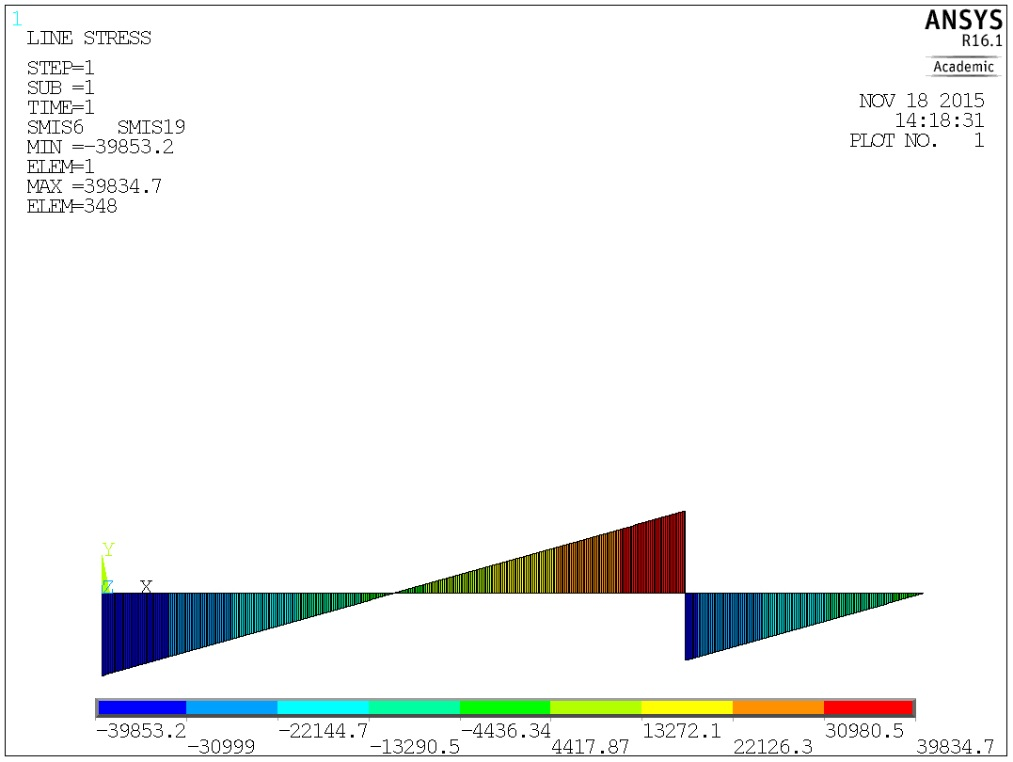 1
ANSYS
R16.1
Academic
LINE STRESS
STEP=1
SUB =1
TIME=1
SMIS6 SMIS19
MIN =-39853.2
ELEM=1
MAX =39834.7
ELEM=348
NOV 18 2015
14:18:31
PLOT NO. 1
Y
Z X
-39853.2 -22144.7 -4436.34 13272.1 30980.5
-30999 -13290.5 4417.87 22126.3 39834.7